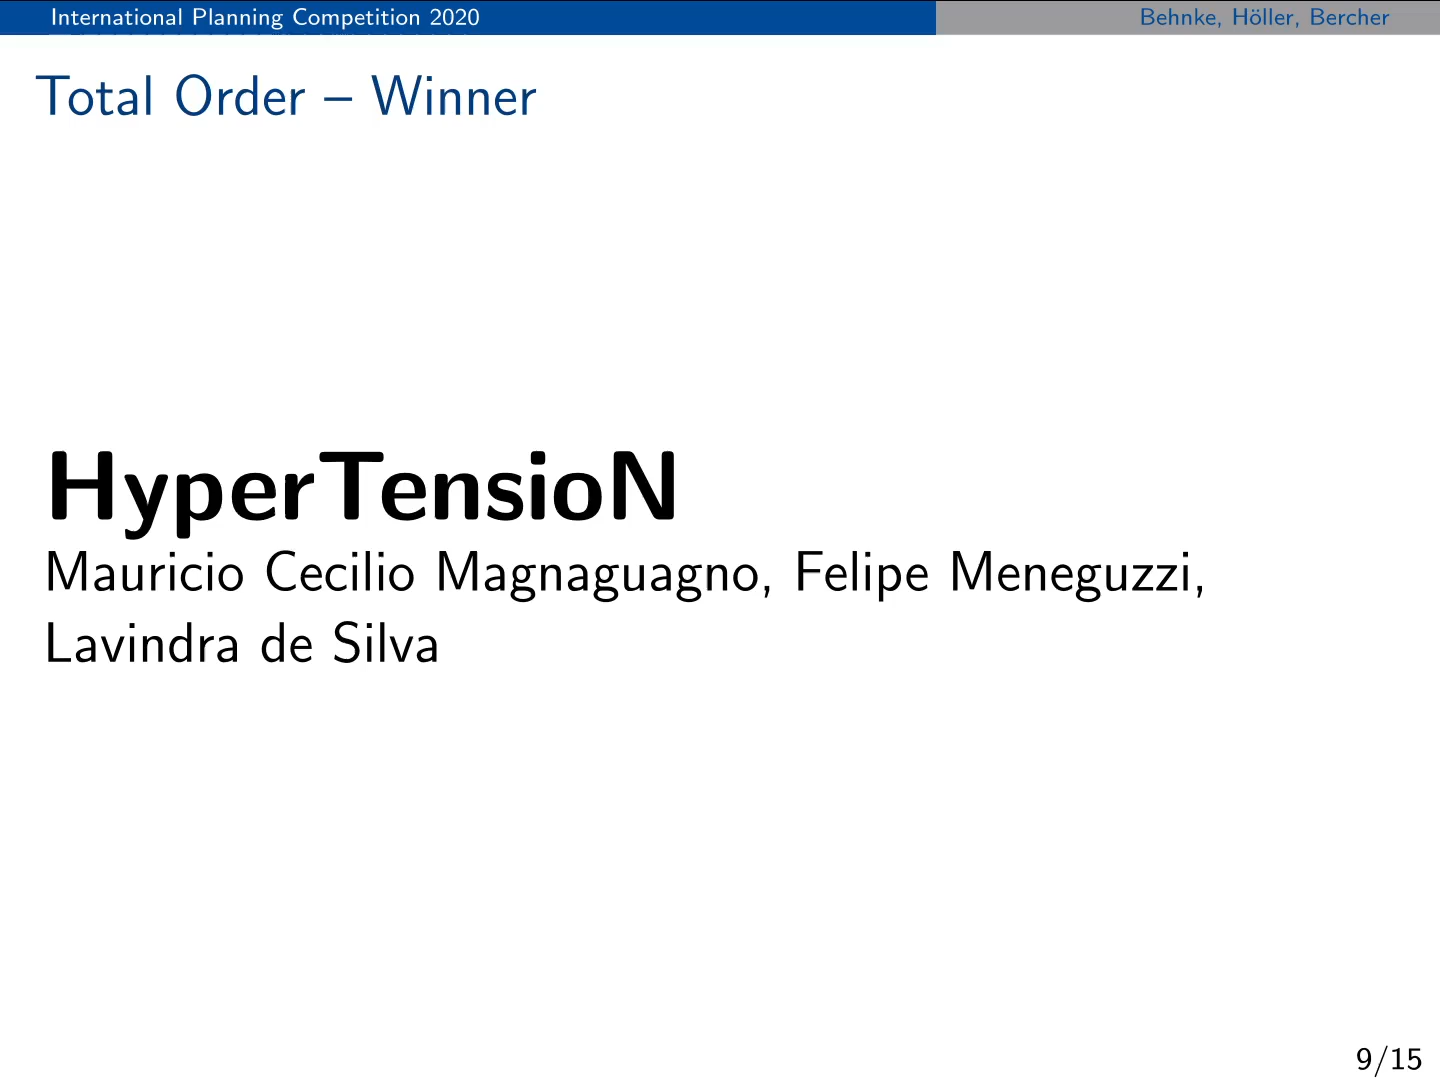 International Planning Competition 2020
Behnke, Höller, Bercher
Total Order – Winner
HyperTensioN
Mauricio Cecilio Magnaguagno, Felipe Meneguzzi,
Lavindra de Silva
9/15